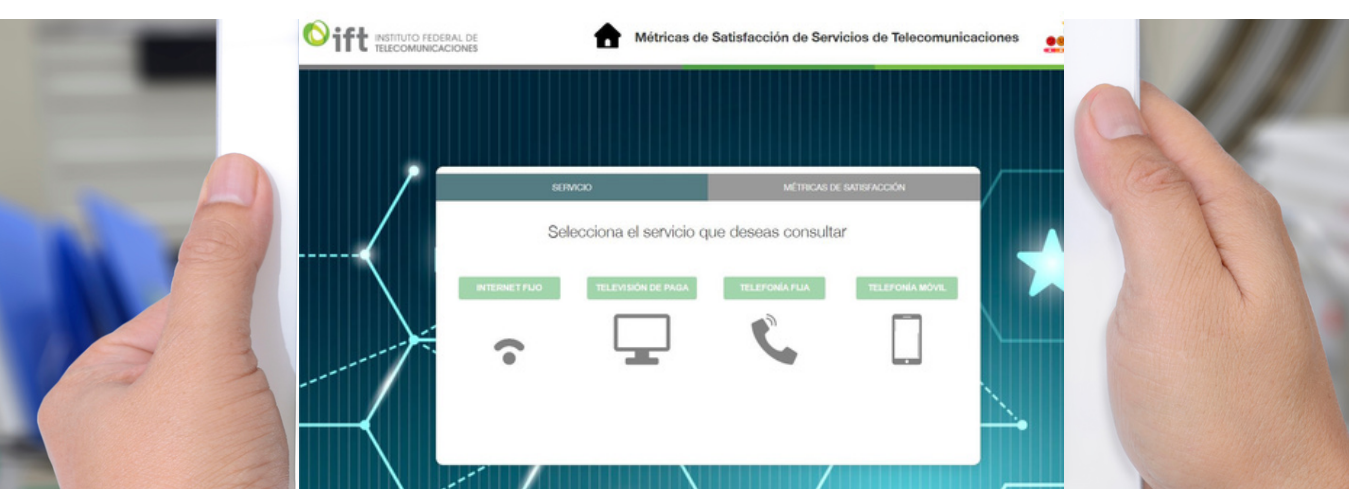 ift INSTITUTO FEDERAL DE
TELECOMUNICACIONES
Métricas de Satisfacción de Servicios de Telecomunicaciones
SERVICIO
MÉTRICAS DE SATISFACCIÓN
Selecciona el servicio que deseas consultar
INTERNET FIJO
TELEVISIÓN DE PAGA
TELEFONÍA FIJA
TELEFONÍA MÓVIL